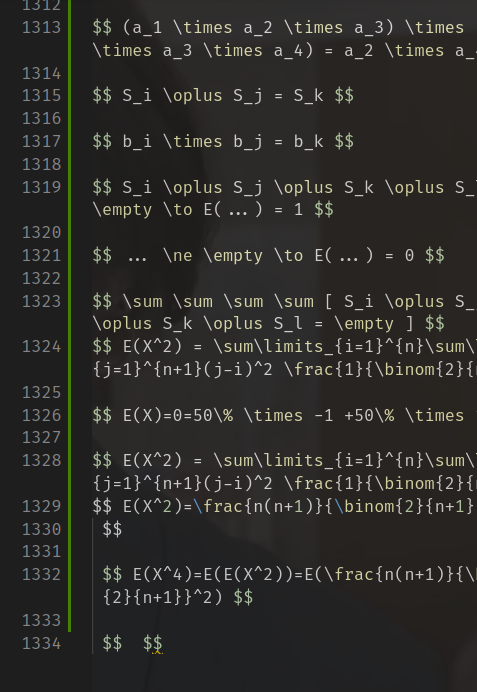 1312
1313 $$ (a_1 \times a_2 \times a_3) \times
\times a_3 \times a_4) = a_2 \times a_
1314
1315 $$ S_i \oplus S_j = S_k $$
1316
1317 $$ b_i \times b_j = b_k $$
1318
1319 $$ S_i \oplus S_j \oplus S_k \oplus S_
\empty \to E(...) = 1 $$
1320
1321 $$ ... \ne \empty \to E(...) = 0 $$
1322
1323 $$ \sum \sum \sum \sum [ S_i \oplus S_
\oplus S_k \oplus S_l = \empty ] $$
1324 $$ E(X^2) = \sum\limits_{i=1}^{n}\sum\
{j=1}^{n+1}(j-i)^2 \frac{1}{\binom{2}{
1325
1326 $$ E(X)=0=50\% \times -1 +50\% \times
1327
1328 $$ E(X^2) = \sum\limits_{i=1}^{n}\sum\
{j=1}^{n+1}(j-i)^2 \frac{1}{\binom{2}{
1329 $$ E(X^2)=\frac{n(n+1)}{\binom{2}{n+1}
1330 $$
1331
1332 $$ E(X^4)=E(E(X^2))=E(\frac{n(n+1)}{\
{2}{n+1}}^2) $$
1333
1334 $$ $$